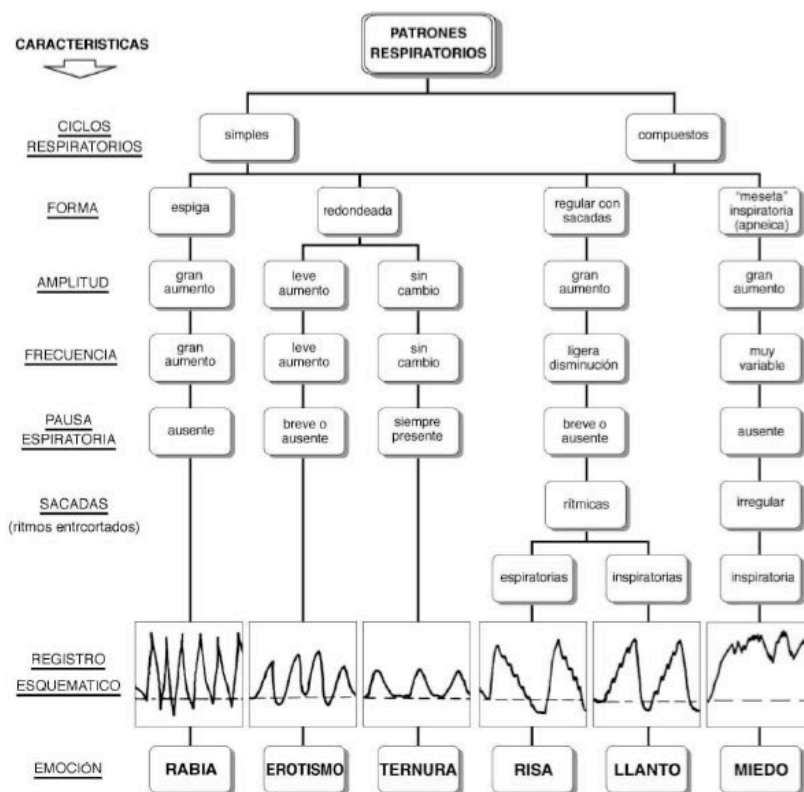 PATRONES
RESPIRATORIOS
CARACTERISTICAS
CICLOS
RESPIRATORIOS
simples
compuestos
FORMA
espiga
redondeada
regular con
sacadas
"meseta"
inspiratoria
(apneica)
AMPLITUD
gran
aumento
leve
aumento
sin
cambio
gran
aumento
gran
aumento
FRECUENCIA
gran
aumento
leve
aumento
sin
cambio
ligera
disminución
muy
variable
PAUSA
ESPIRATORIA
ausente
breve o
ausente
siempre
presente
breve o
ausente
ausente
SACADAS
(ritmos entrcortados)
rítmicas
irregular
espiratorias
inspiratorias
inspiratoria
REGISTRO
ESQUEMATICO
EMOCIÓN
RABIA
EROTISMO
TERNURA
RISA
LLANTO
MIEDO